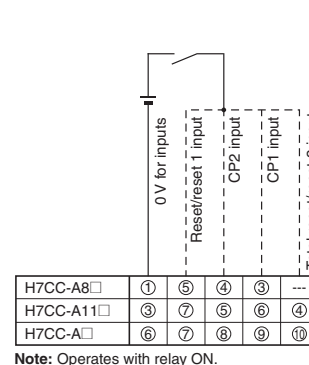 0 V for inputs
Reset/reset 1 input
CP2 input
CP1 input
H7CC-A8□ ① ⑤ ④ ③ ---
H7CC-A11□ ③ ⑦ ⑤ ⑥ ④
H7CC-A□ ⑥ ⑦ ⑧ ⑨ ⑩
Note: Operates with relay ON.